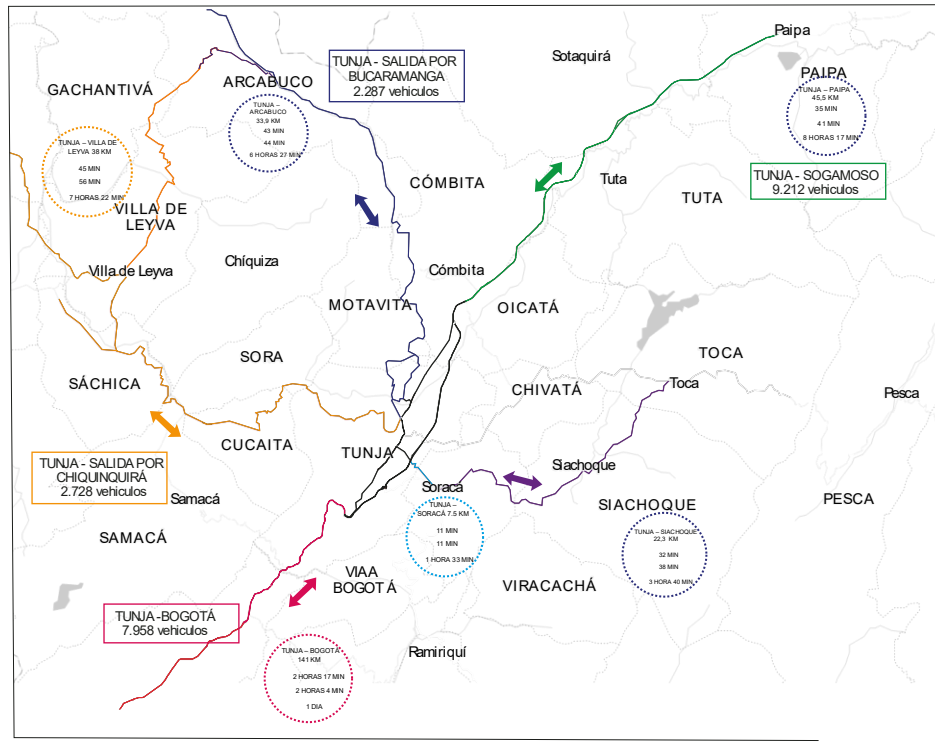 Paipa
Sotaquirá
TUNJA - SALIDA POR
BUCARAMANGA
2.287 vehiculos
PAIPA
TUNJA – PAIPA
45,5 KM
35 MIN
41 MIN
8 HORAS 17 MIN
GACHANTIVÁ
ARCABUCO
TUNJA –
ARCABUCO
33,9 KM
43 MIN
44 MIN
6 HORAS 27 MIN
TUNJA – VILLA DE
LEYVA 38 KM
45 MIN
56 MIN
7 HORAS 22 MIN
TUNJA - SOGAMOSO
9.212 vehiculos
CÓMBITA
Tuta
TUTA
VILLA DE
LEYVA
Villa de Leyva
Chíquiza
Cómbita
MOTAVITA
OICATÁ
SORA
TOCA
Toca
SÁCHICA
CHIVATÁ
Pesca
CUCAITA
TUNJA
TUNJA - SALIDA POR
CHIQUINQUIRÁ
2.728 vehiculos
Siachoque
Samacá
Soracá
SIACHOQUE
PESCA
TUNJA –
SORACÁ 7.5 KM
11 MIN
11 MIN
1 HORA 33 MIN
TUNJA – SIACHOQUE
22,3 KM
32 MIN
38 MIN
3 HORA 40 MIN
SAMACÁ
VIAA
BOGOTÁ
VIRACACHÁ
TUNJA -BOGOTÁ
7.958 vehiculos
Ramiriquí
TUNJA – BOGOTÁ
141 KM
2 HORAS 17 MIN
2 HORAS 4 MIN
1 DIA